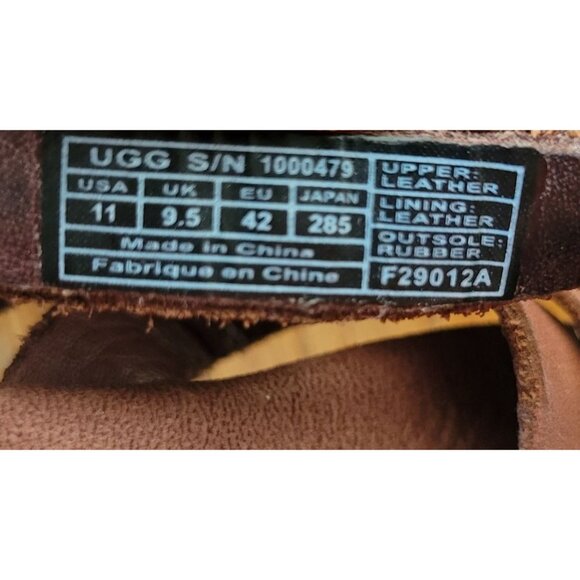 UGG S/N 1000479
USA UK EU JAPAN
11 9.5 42 285
Made in China
Fabrique en Chine
UPPER:
LEATHER
LINING:
LEATHER
OUTSOLE:
RUBBER
F29012A